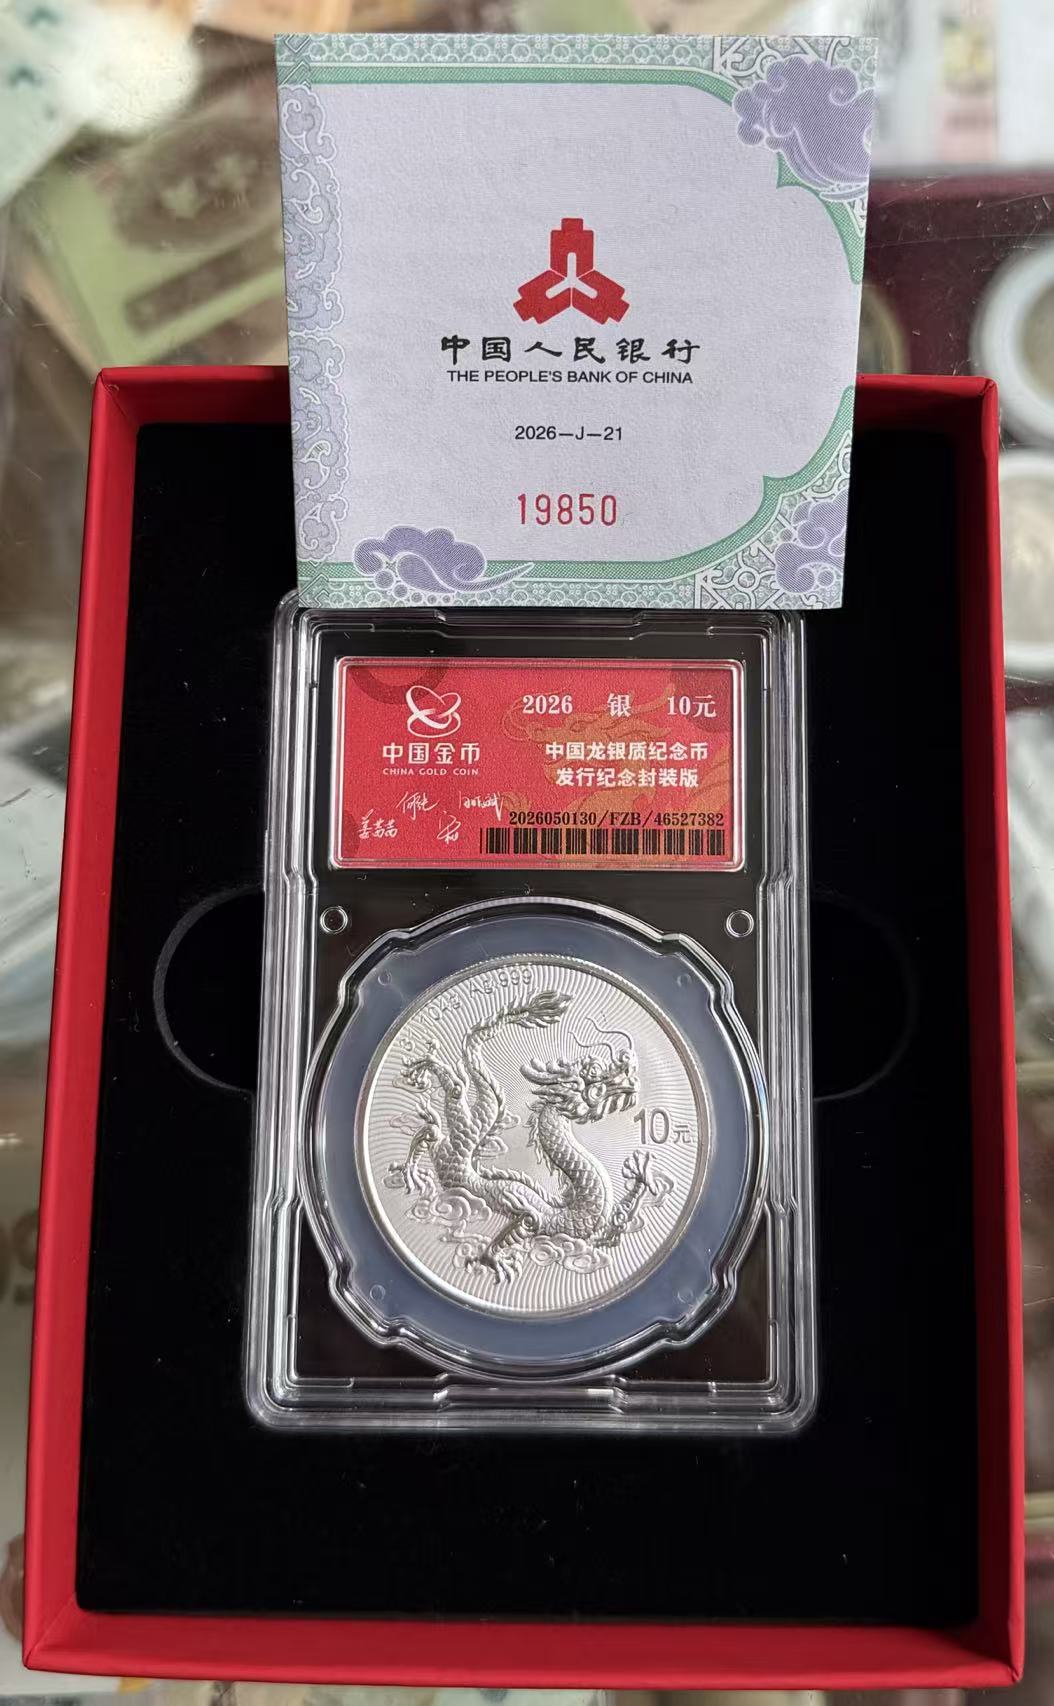 中国人民银行
THE PEOPLE'S BANK OF CHINA
2026—J—21
19850
中国金币
CHINA GOLD COIN
2026 银 10元
中国龙银质纪念币
发行纪念封装版
2026050130/FZB/46527382
Ag.999
10元